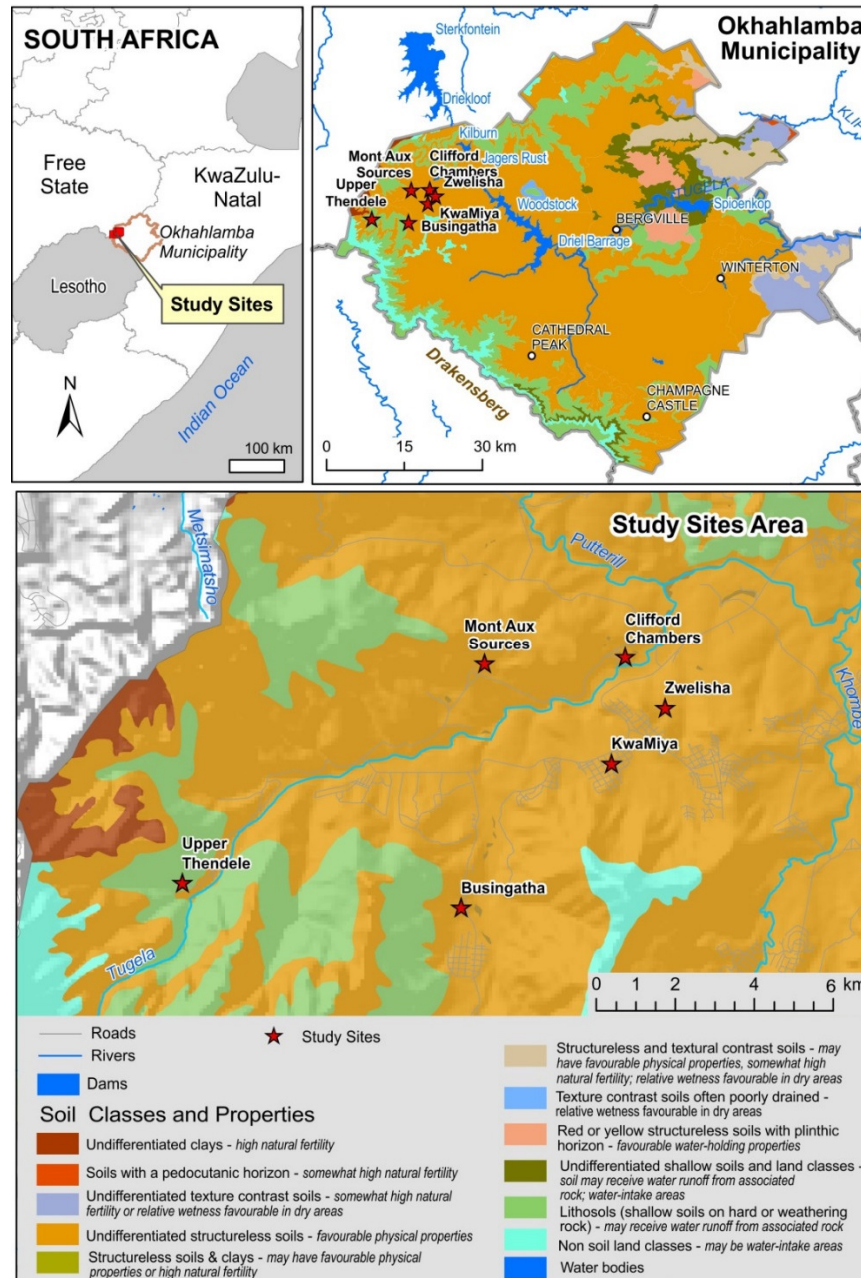 SOUTH AFRICA
Free
State
KwaZulu-
Natal
Okhahlamba
Municipality
Lesotho
Study Sites
Indian Ocean
N
100 km
Okhahlamba
Municipality
Sterkfontein
Driekloof
Kilburn
Mont Aux
Sources
Clifford
Chambers
Jagers Rust
Zwelisha
Upper
Thendele
KwaMiya
Busingatha
Woodstock
TUGELA
Spioenkop
BERGVILLE
Driel Barrage
WINTERTON
CATHEDRAL
PEAK
Drakensberg
CHAMPAGNE
CASTLE
0 15 30 km
Study Sites Area
Metsimatsho
Putterill
Mont Aux
Sources
Clifford
Chambers
Zwelisha
Khombe
KwaMiya
Upper
Thendele
Busingatha
Tugela
0 1 2 4 6 km
Roads
Rivers
Dams
Study Sites
Soil Classes and Properties
Undifferentiated clays - high natural fertility
Soils with a pedocutanic horizon - somewhat high natural fertility
Undifferentiated texture contrast soils - somewhat high natural
fertility or relative wetness favourable in dry areas
Undifferentiated structureless soils - favourable physical properties
Structureless soils & clays - may have favourable physical
properties or high natural fertility
Structureless and textural contrast soils - may
have favourable physical properties, somewhat high
natural fertility; relative wetness favourable in dry areas
Texture contrast soils often poorly drained -
relative wetness favourable in dry areas
Red or yellow structureless soils with plinthic
horizon - favourable water-holding properties
Undifferentiated shallow soils and land classes -
soil may receive water runoff from associated
rock; water-intake areas
Lithosols (shallow soils on hard or weathering
rock) - may receive water runoff from associated rock
Non soil land classes - may be water-intake areas
Water bodies